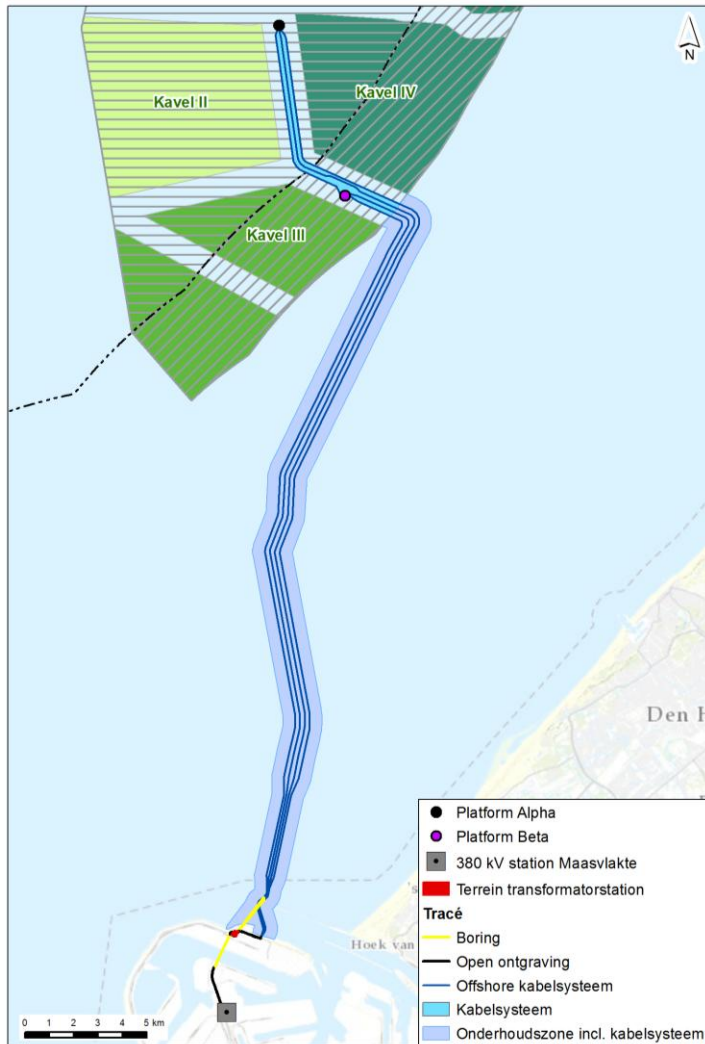 N
Kavel II
Kavel IV
Kavel III
Den H
Hoek van
Platform Alpha
Platform Beta
380 kV station Maasvlakte
Terrein transformatorstation
Tracé
Boring
Open ontgraving
Offshore kabelsysteem
Kabelsysteem
Onderhoudszone incl. kabelsysteem
0 1 2 3 4 5 km